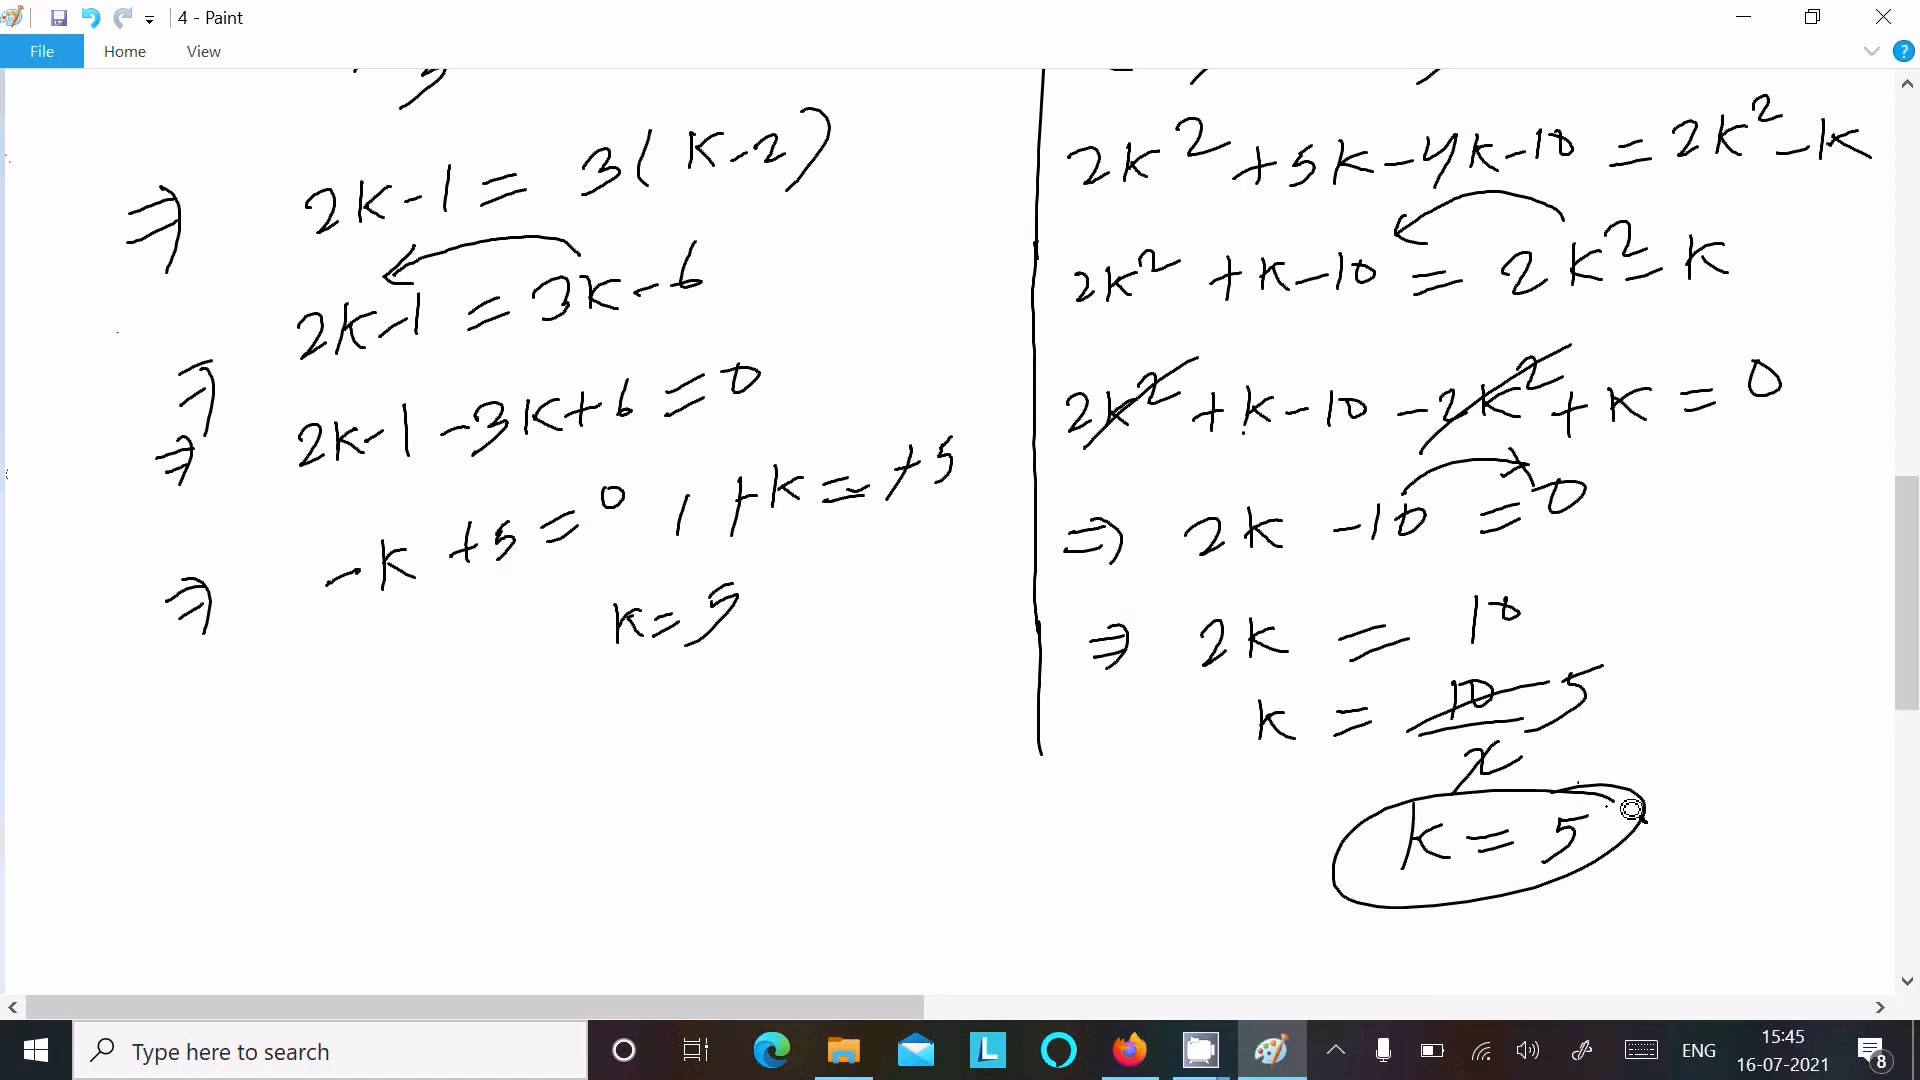 4 - Paint
File Home View
⇒ 2k-1 = 3(k-2)
2k-1 = 3k-6
⇒
⇒ 2k-1-3k+6 = 0
⇒ -k+5 = 0, +k = +5
k = 5
2k²+5k-4k-10 = 2k²-k
2k²+k-10 = 2k²-k
2k²+k-10-2k²+k = 0
⇒ 2k-10 = 0
⇒ 2k = 10
k = 10/2 5
k = 5
Type here to search
L
ENG
15:45
16-07-2021
8